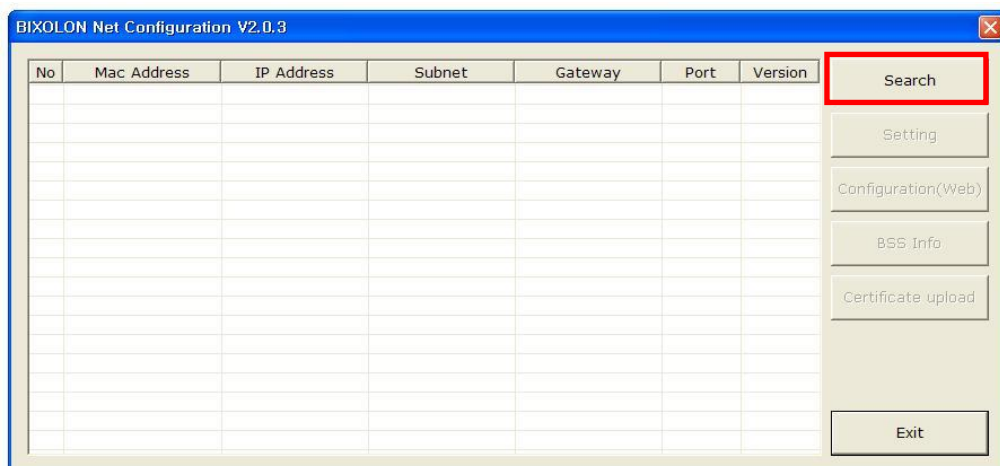 BIXOLON Net Configuration V2.0.3
No Mac Address IP Address Subnet Gateway Port Version
Search
Setting
Configuration(Web)
BSS Info
Certificate upload
Exit